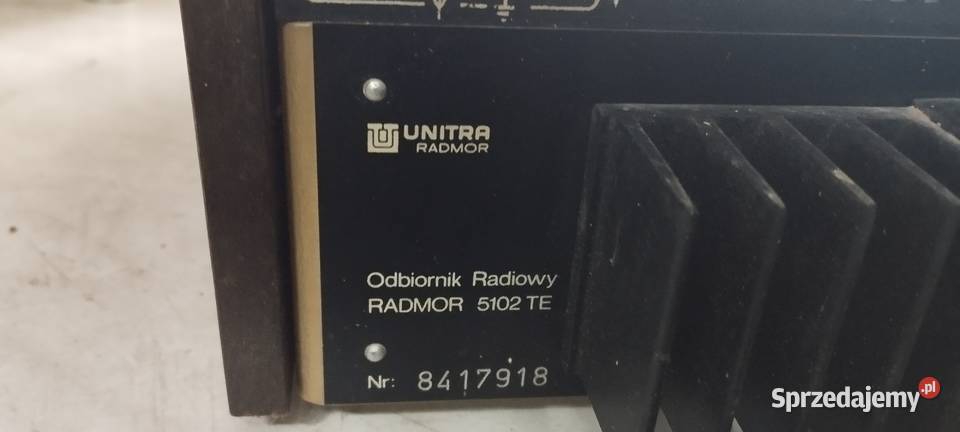 UNITRA
RADMOR
Odbiornik Radiowy
RADMOR 5102 TE
Nr: 8417918
Sprzedajemy.pl